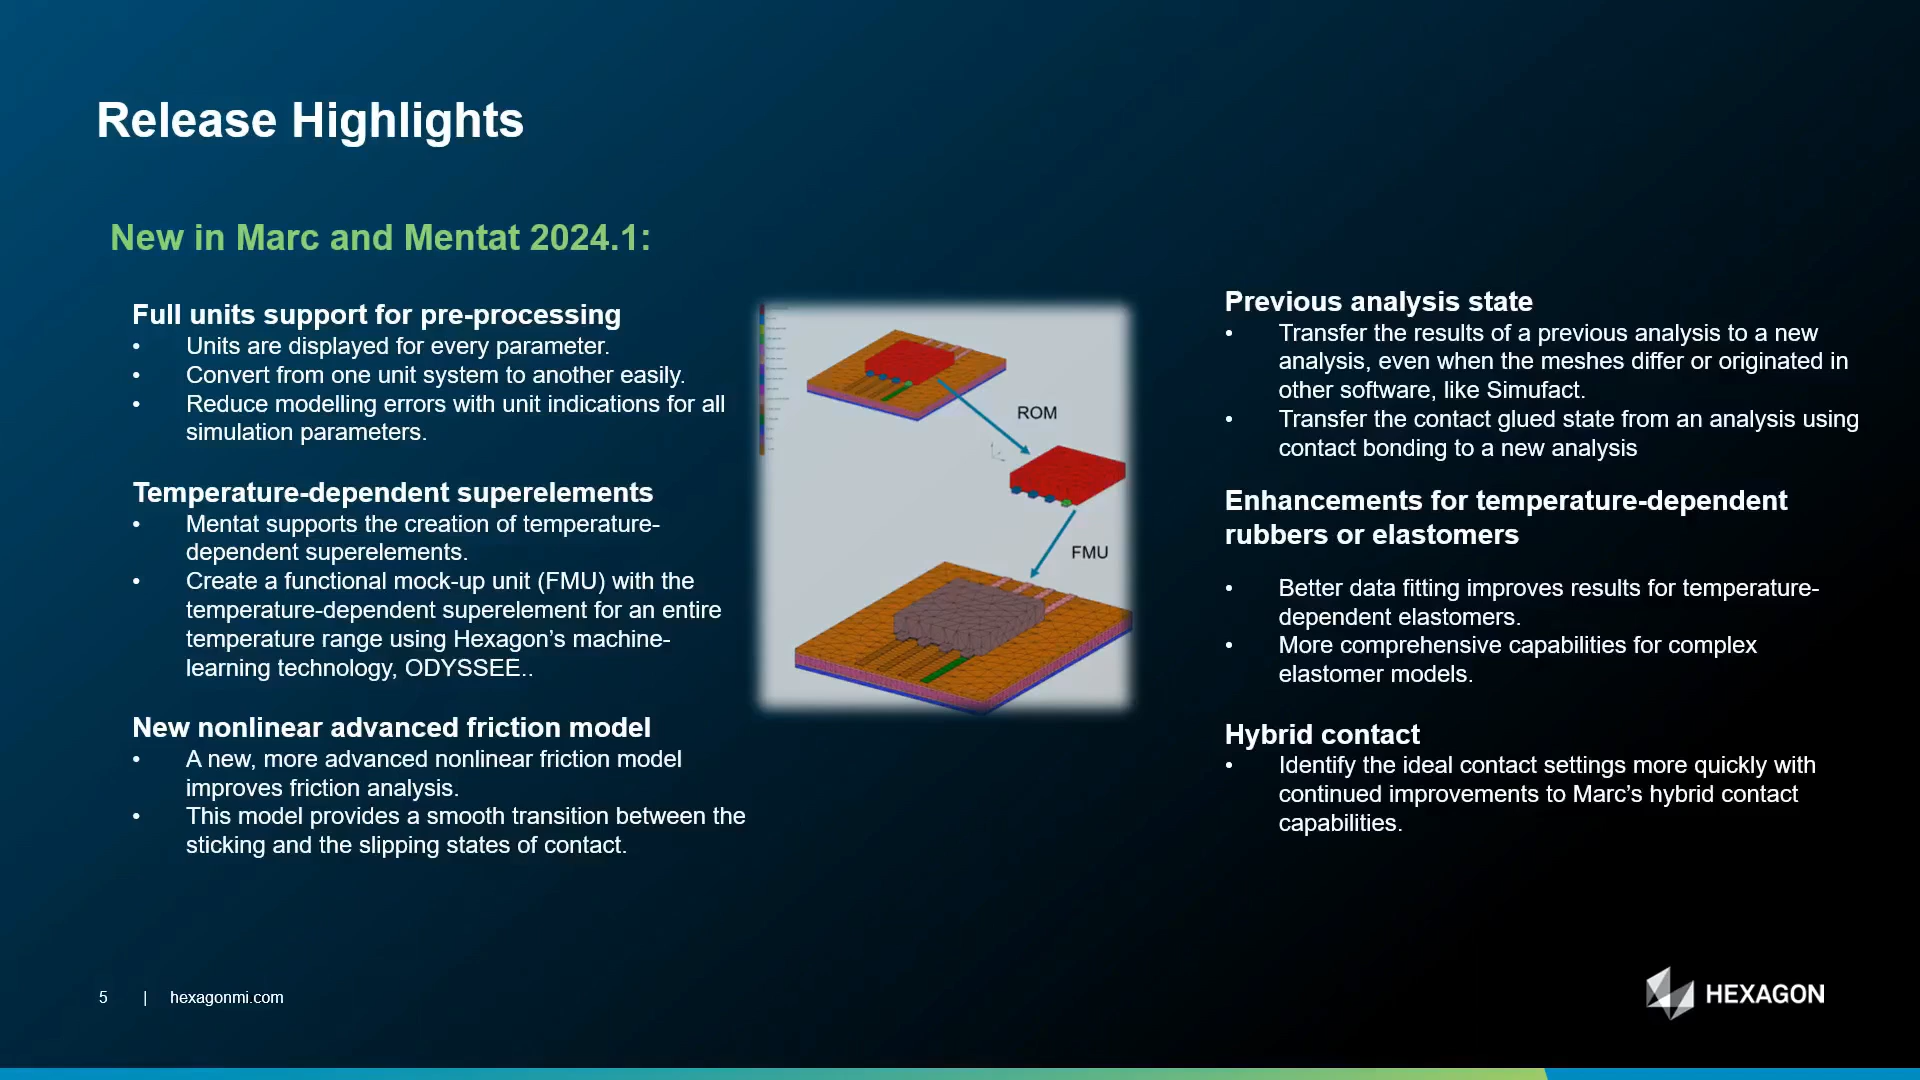 Release Highlights
New in Marc and Mentat 2024.1:
Full units support for pre-processing
• Units are displayed for every parameter.
• Convert from one unit system to another easily.
• Reduce modelling errors with unit indications for all
simulation parameters.
Temperature-dependent superelements
• Mentat supports the creation of temperature-
dependent superelements.
• Create a functional mock-up unit (FMU) with the
temperature-dependent superelement for an entire
temperature range using Hexagon’s machine-
learning technology, ODYSSEE..
New nonlinear advanced friction model
• A new, more advanced nonlinear friction model
improves friction analysis.
• This model provides a smooth transition between the
sticking and the slipping states of contact.
ROM
FMU
Previous analysis state
• Transfer the results of a previous analysis to a new
analysis, even when the meshes differ or originated in
other software, like Simufact.
• Transfer the contact glued state from an analysis using
contact bonding to a new analysis
Enhancements for temperature-dependent
rubbers or elastomers
• Better data fitting improves results for temperature-
dependent elastomers.
• More comprehensive capabilities for complex
elastomer models.
Hybrid contact
• Identify the ideal contact settings more quickly with
continued improvements to Marc’s hybrid contact
capabilities.
5 | hexagonmi.com
HEXAGON